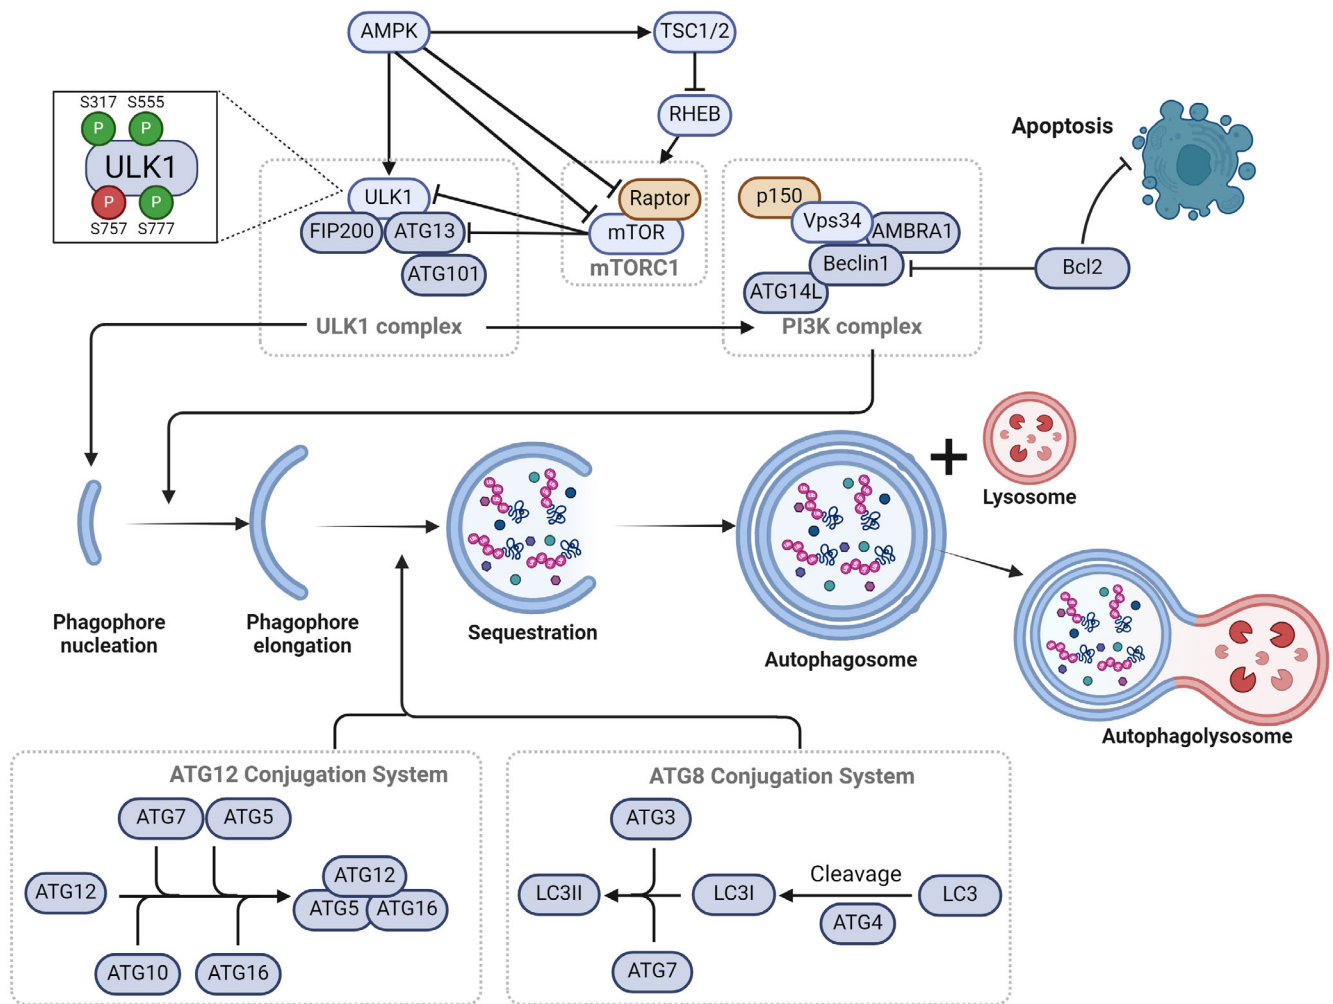 AMPK
TSC1/2
RHEB
S317 S555
P P
ULK1
P P
S757 S777
Apoptosis
ULK1
FIP200 ATG13
ATG101
ULK1 complex
Raptor
mTOR
mTORC1
p150
Vps34
AMBRA1
Beclin1
ATG14L
PI3K complex
Bcl2
+
Lysosome
Phagophore
nucleation
Phagophore
elongation
Sequestration
Autophagosome
Autophagolysosome
ATG12 Conjugation System
ATG7 ATG5
ATG12
ATG12
ATG5 ATG16
ATG10 ATG16
ATG8 Conjugation System
ATG3
Cleavage
LC3II LC3I LC3
ATG4
ATG7